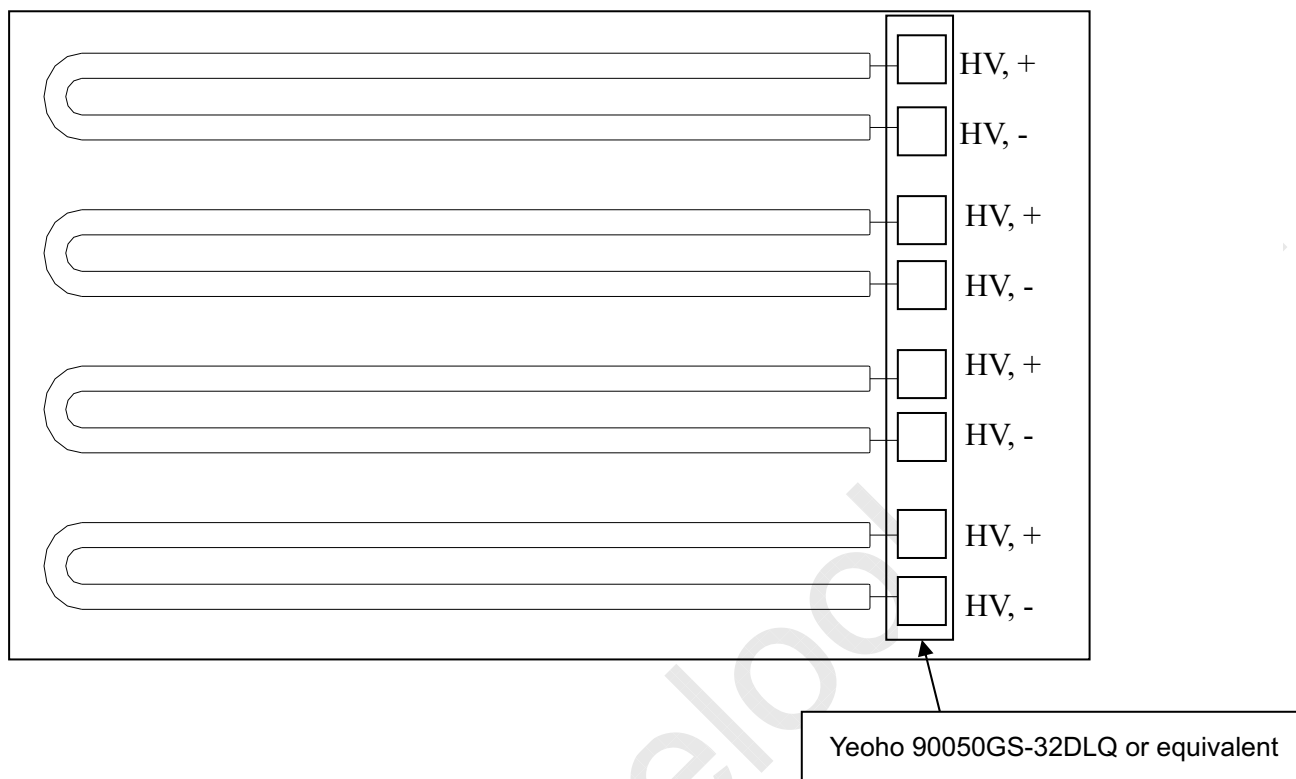 HV, +
HV, -
HV, +
HV, -
HV, +
HV, -
HV, +
HV, -
Yeoho 90050GS-32DLQ or equivalent